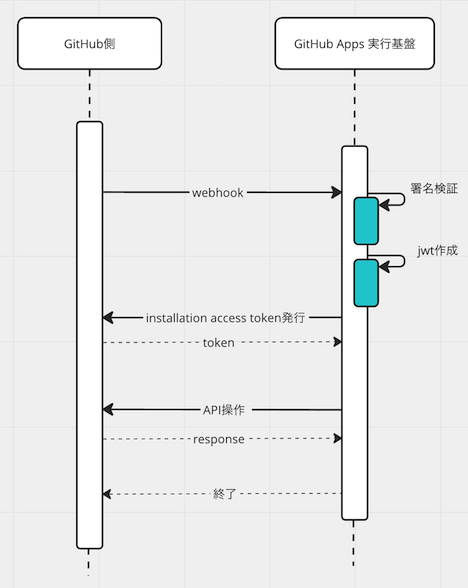 GitHub側
GitHub Apps 実行基盤
webhook
署名検証
jwt作成
installation access token発行
token
API操作
response
終了